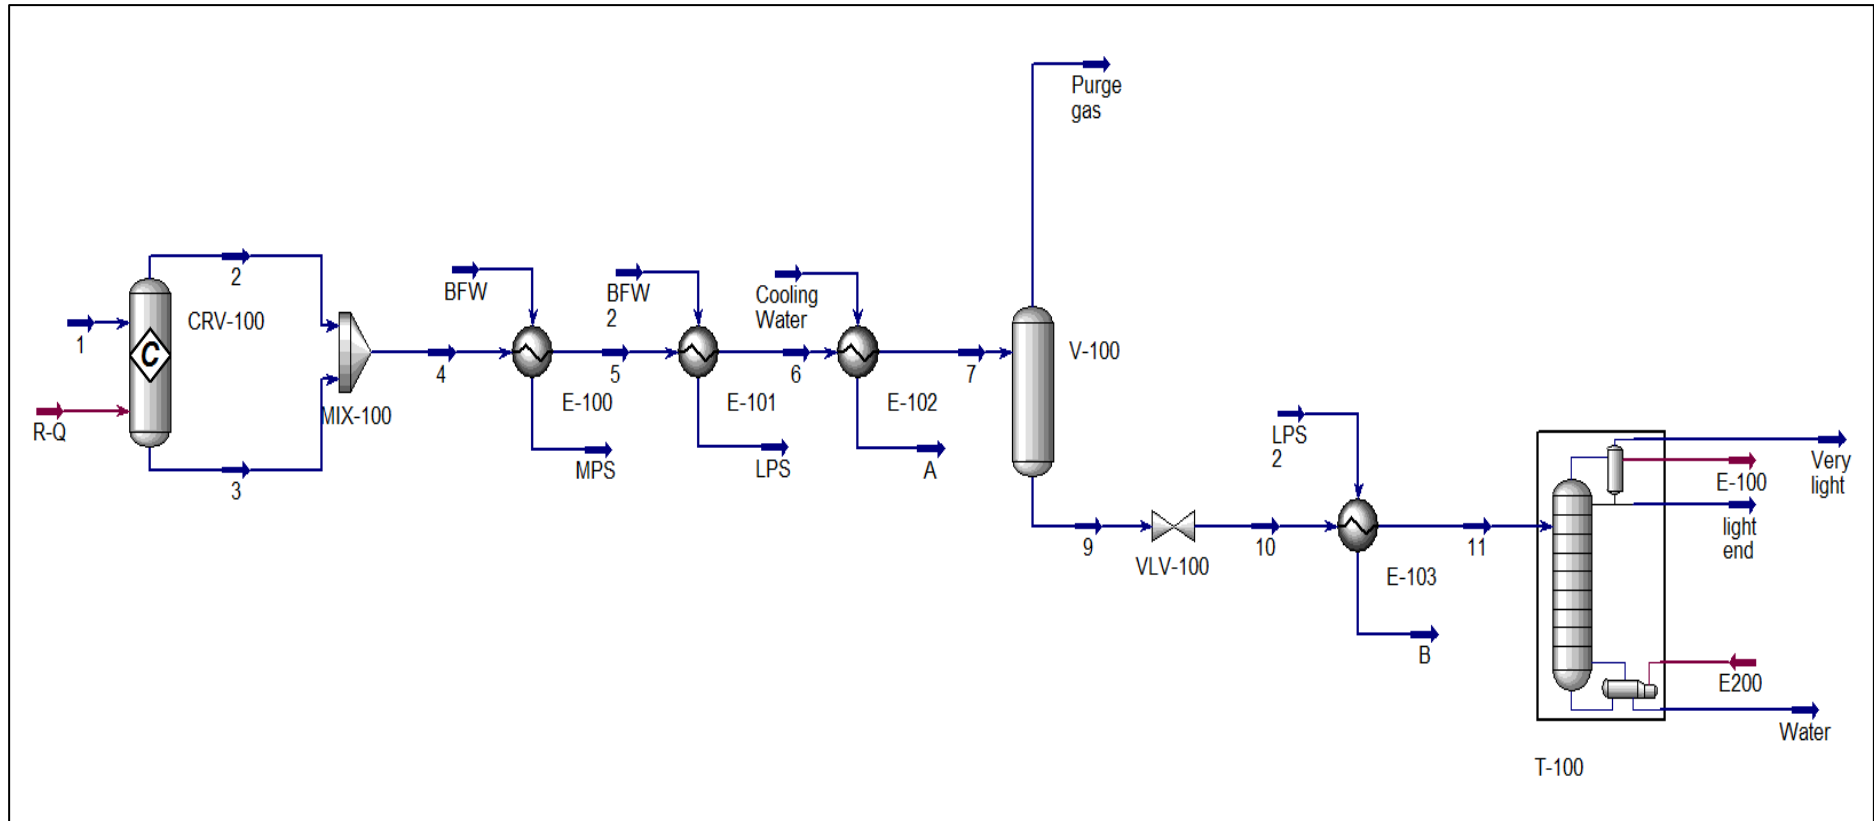 Purge
gas
2
BFW
BFW
2
Cooling
Water
CRV-100
1
C
4
5
6
7
V-100
R-Q
MIX-100
E-100
E-101
E-102
3
MPS
LPS
A
LPS
2
Very
light
E-100
light
end
9
VLV-100
10
E-103
11
B
E200
Water
T-100